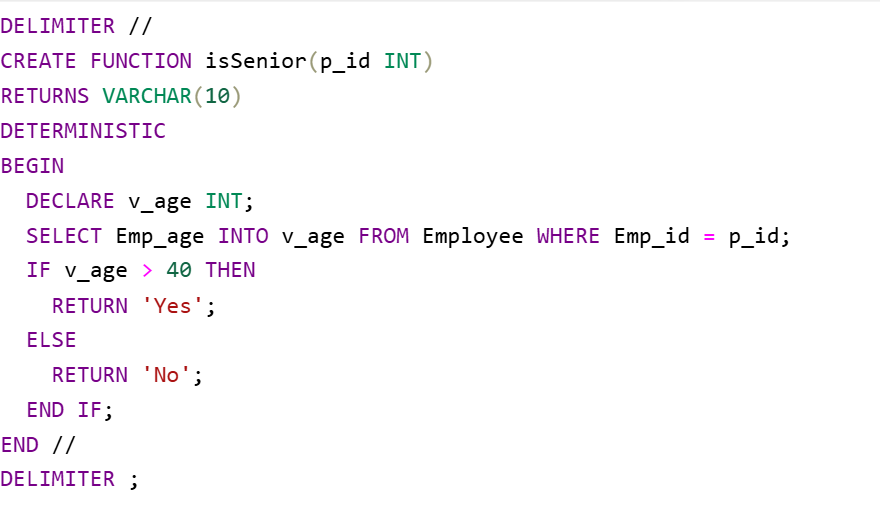 DELIMITER //
CREATE FUNCTION isSenior(p_id INT)
RETURNS VARCHAR(10)
DETERMINISTIC
BEGIN
  DECLARE v_age INT;
  SELECT Emp_age INTO v_age FROM Employee WHERE Emp_id = p_id;
  IF v_age > 40 THEN
    RETURN 'Yes';
  ELSE
    RETURN 'No';
  END IF;
END //
DELIMITER ;